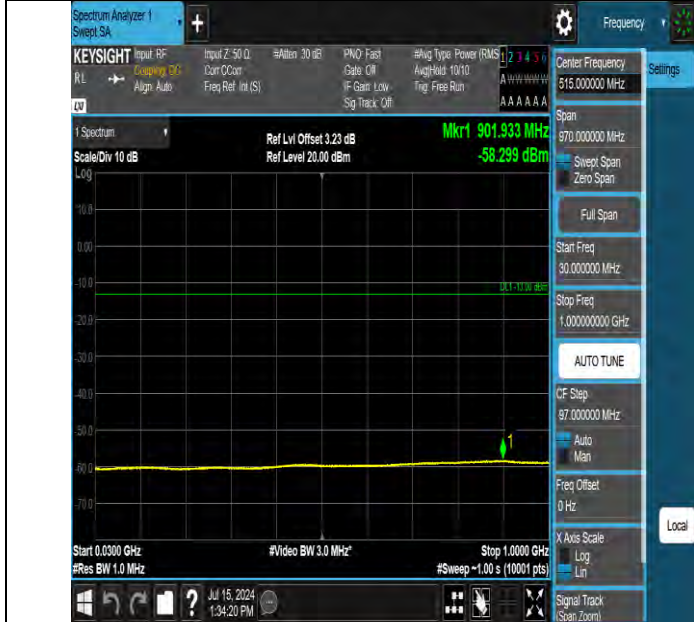 Spectrum Analyzer 1
Swept SA
+
Frequency
KEYSIGHT
RL
LXI
Input: RF
Coupling: DC
Align: Auto
Input Z: 50 Ω
Corr CCorr
Freq Ref: Int (S)
#Atten: 30 dB
PNO: Fast
Gate: Off
IF Gain: Low
Sig Track: Off
#Avg Type: Power (RMS
Avg|Hold: 10/10
Trig: Free Run
1 2 3 4 5 6
A W W W W W
A A A A A A
1 Spectrum
Scale/Div 10 dB
Ref Lvl Offset 3.23 dB
Ref Level 20.00 dBm
Mkr1 901.933 MHz
-58.299 dBm
Log
10.0
0.00
-10.0
DL1 -13.00 dBm
-20.0
-30.0
-40.0
-50.0
1
-60.0
-70.0
Start 0.0300 GHz
#Res BW 1.0 MHz
#Video BW 3.0 MHz*
Stop 1.0000 GHz
#Sweep ~1.00 s (10001 pts)
?
Jul 15, 2024
1:34:20 PM
Center Frequency
515.000000 MHz
Settings
Span
970.000000 MHz
Swept Span
Zero Span
Full Span
Start Freq
30.000000 MHz
Stop Freq
1.000000000 GHz
AUTO TUNE
CF Step
97.000000 MHz
Auto
Man
Freq Offset
0 Hz
X Axis Scale
Log
Lin
Local
Signal Track
(Span Zoom)